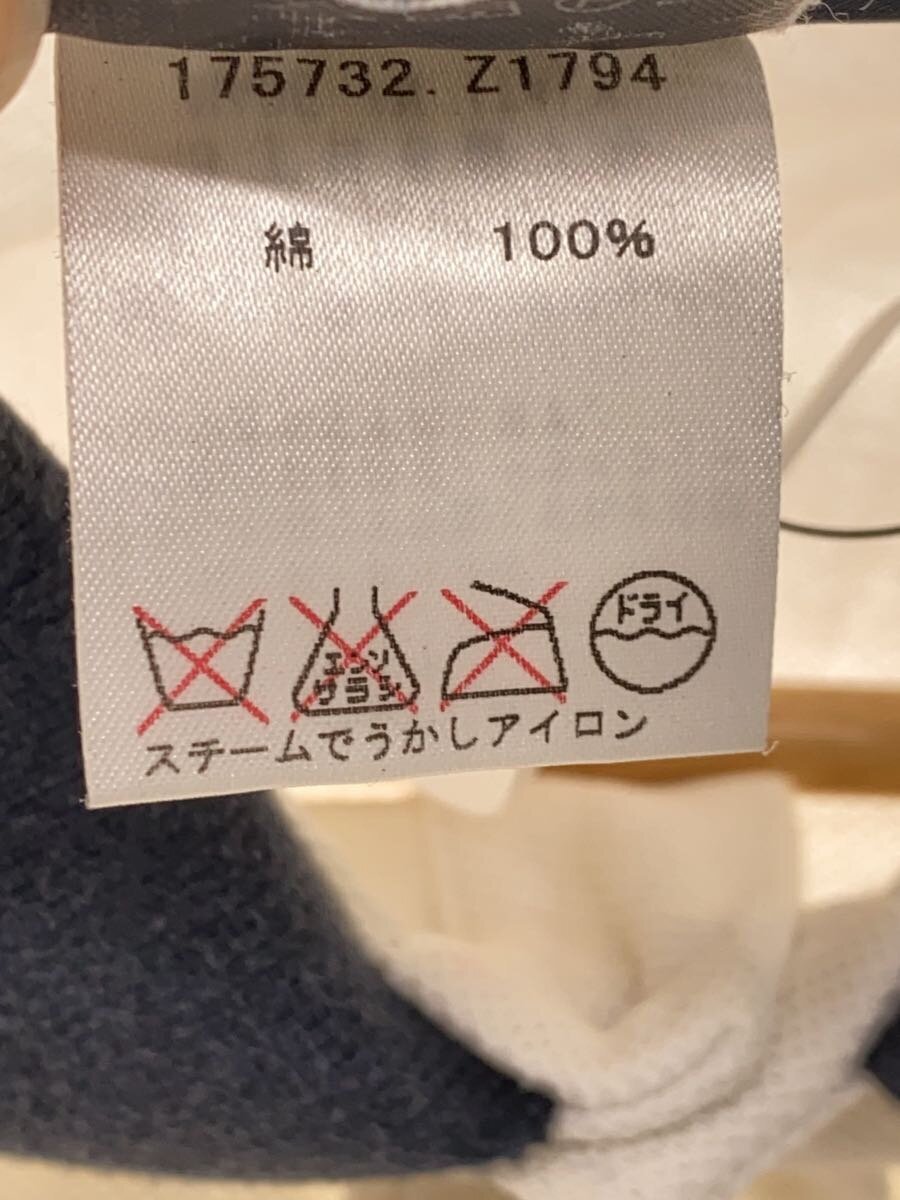 175732. Z1794
綿 100%
エンソ
サラシ
ドライ
スチームでうかしアイロン